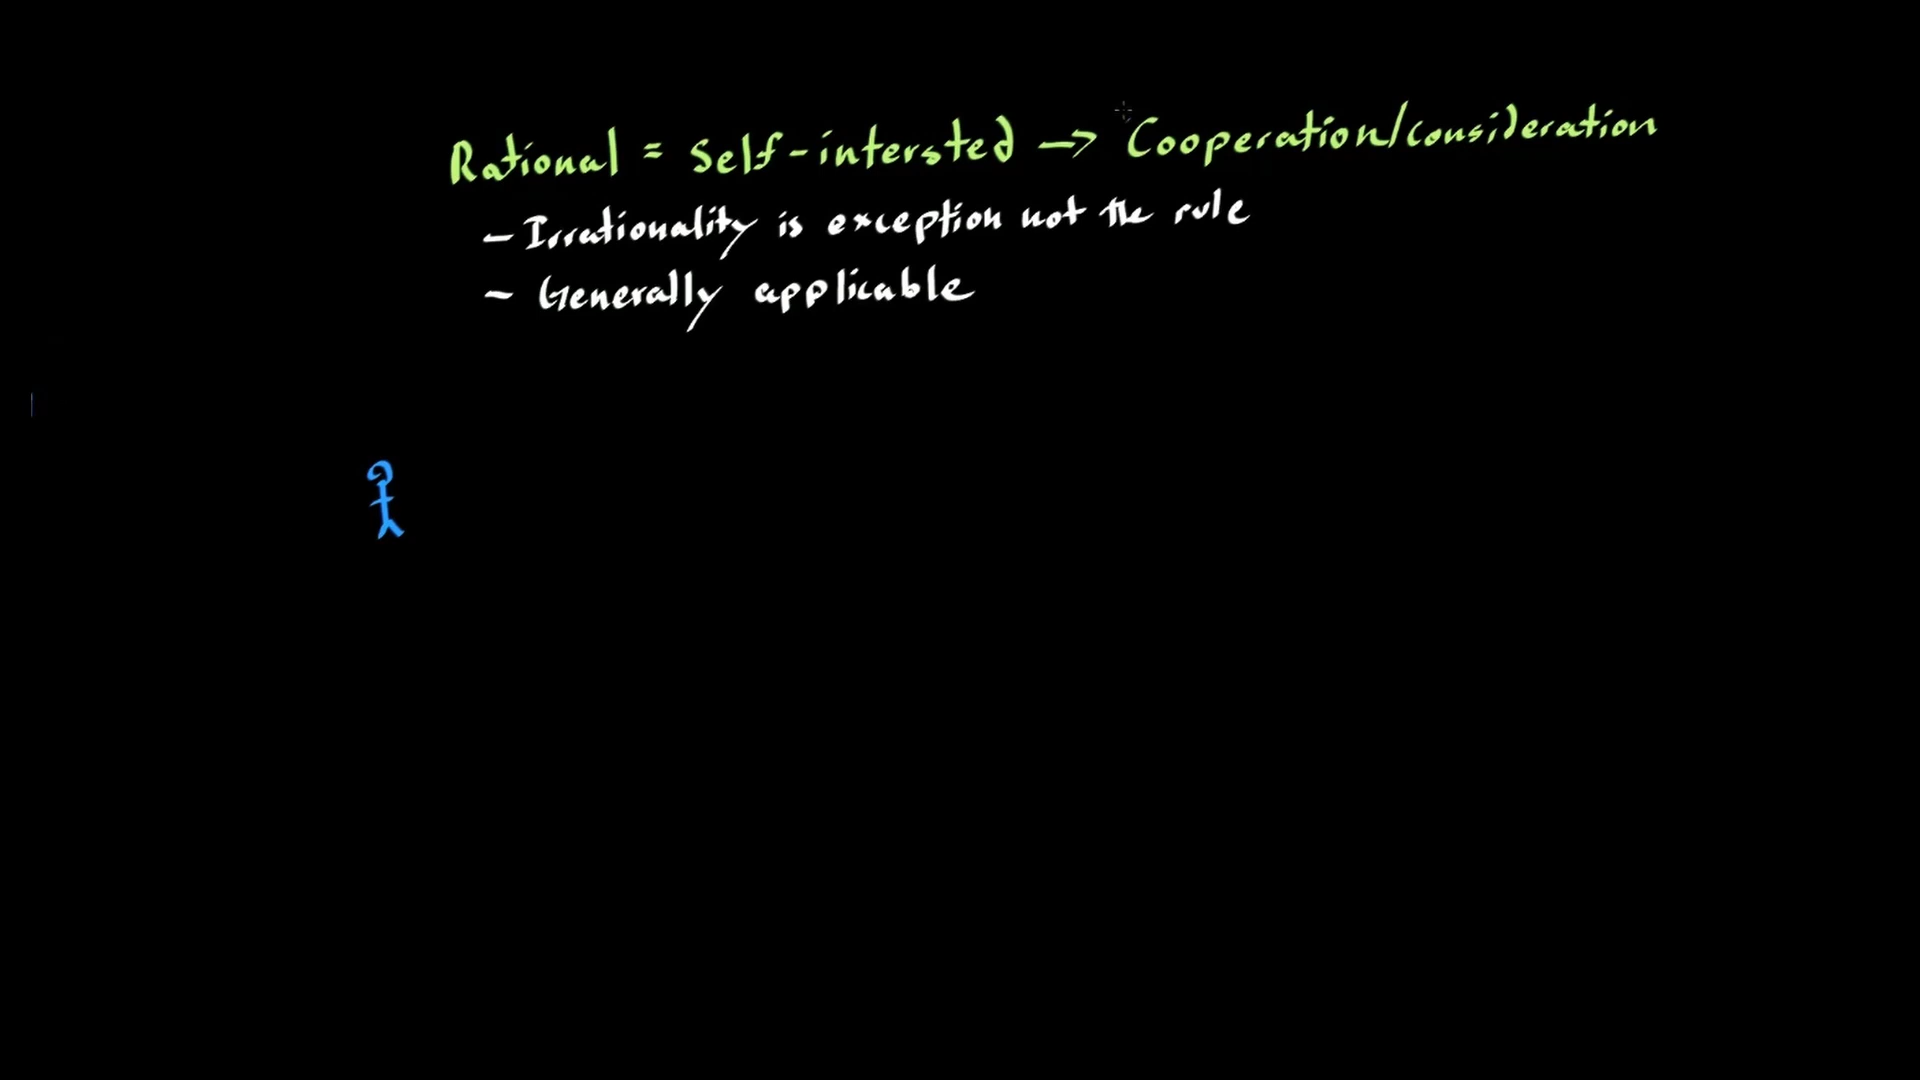 Rational = Self-intersted → Cooperation/consideration
- Irrationality is exception not the rule
- Generally applicable